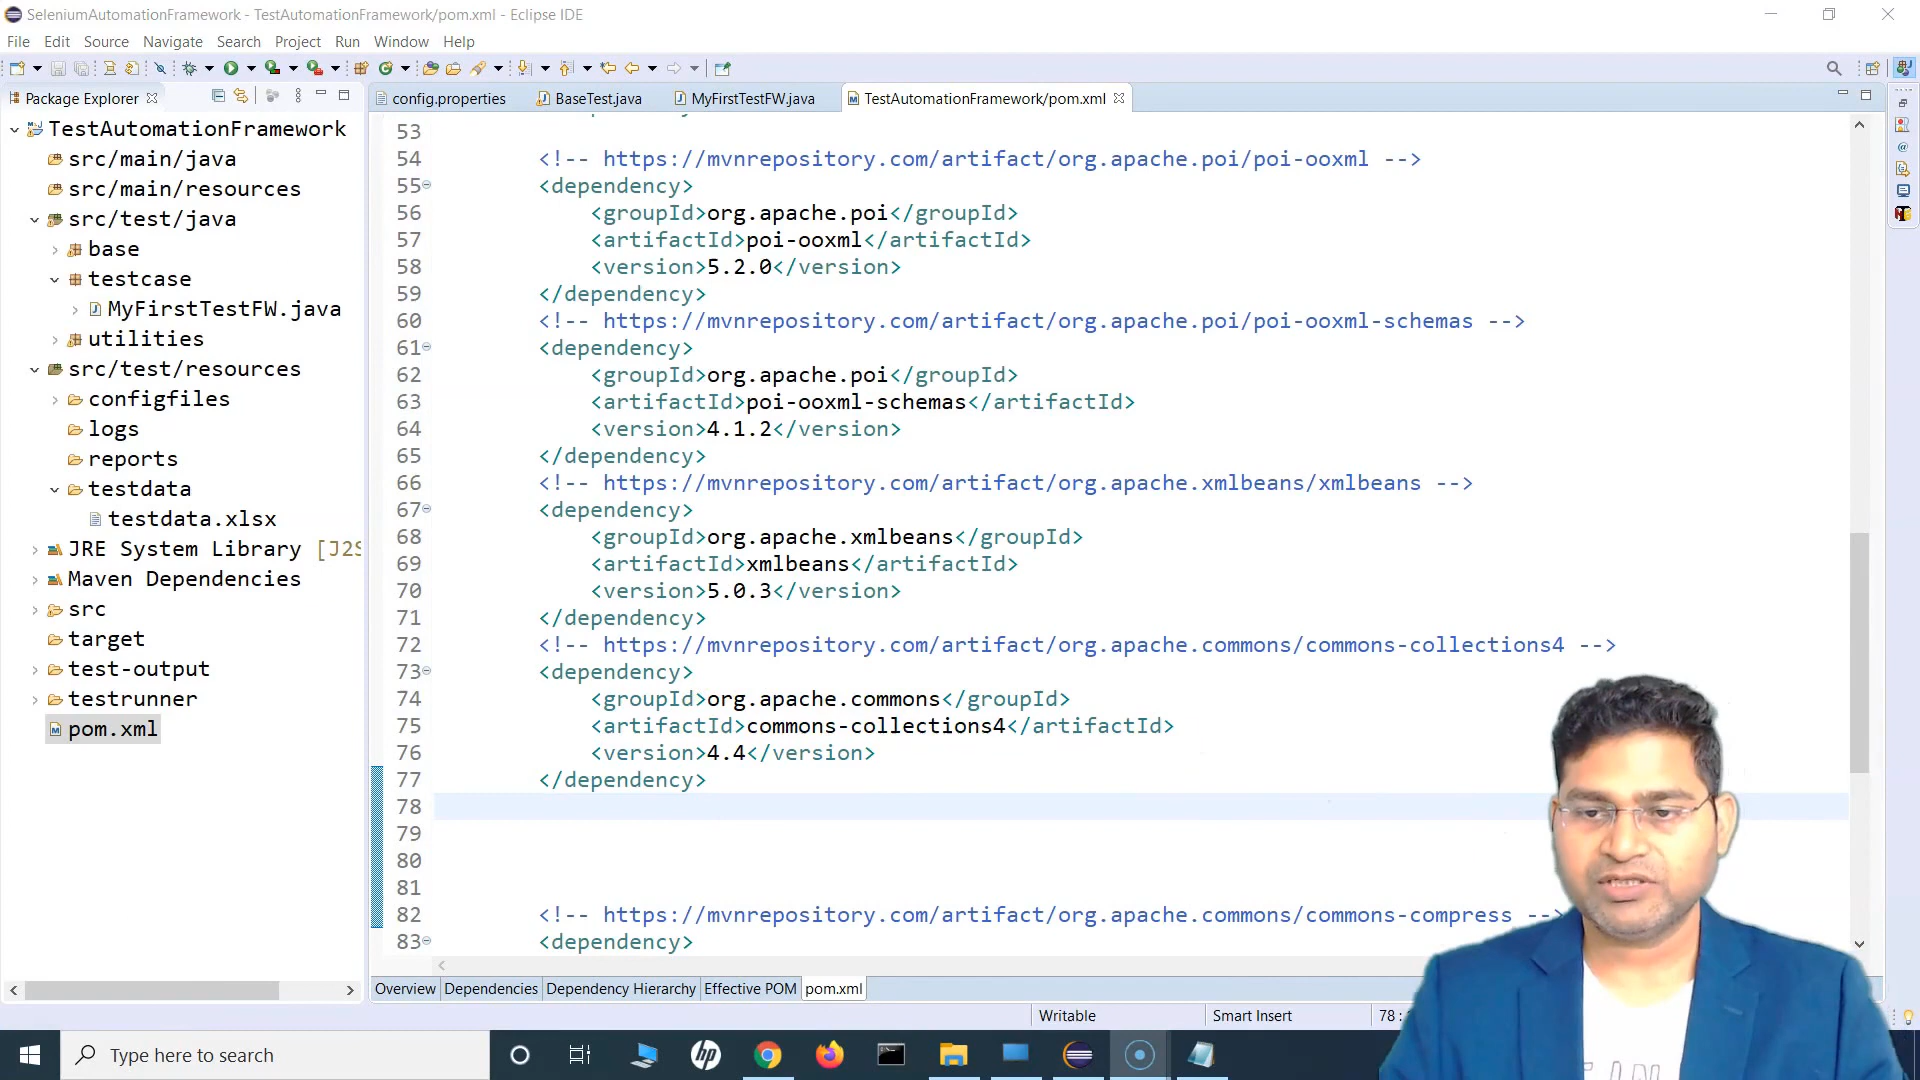 SeleniumAutomationFramework - TestAutomationFramework/pom.xml - Eclipse IDE
File Edit Source Navigate Search Project Run Window Help
Package Explorer
config.properties BaseTest.java MyFirstTestFW.java TestAutomationFramework/pom.xml
TestAutomationFramework
src/main/java
src/main/resources
src/test/java
base
testcase
MyFirstTestFW.java
utilities
src/test/resources
configfiles
logs
reports
testdata
testdata.xlsx
JRE System Library [J2S
Maven Dependencies
src
target
test-output
testrunner
pom.xml
53
54 <!-- https://mvnrepository.com/artifact/org.apache.poi/poi-ooxml -->
55 <dependency>
56 <groupId>org.apache.poi</groupId>
57 <artifactId>poi-ooxml</artifactId>
58 <version>5.2.0</version>
59 </dependency>
60 <!-- https://mvnrepository.com/artifact/org.apache.poi/poi-ooxml-schemas -->
61 <dependency>
62 <groupId>org.apache.poi</groupId>
63 <artifactId>poi-ooxml-schemas</artifactId>
64 <version>4.1.2</version>
65 </dependency>
66 <!-- https://mvnrepository.com/artifact/org.apache.xmlbeans/xmlbeans -->
67 <dependency>
68 <groupId>org.apache.xmlbeans</groupId>
69 <artifactId>xmlbeans</artifactId>
70 <version>5.0.3</version>
71 </dependency>
72 <!-- https://mvnrepository.com/artifact/org.apache.commons/commons-collections4 -->
73 <dependency>
74 <groupId>org.apache.commons</groupId>
75 <artifactId>commons-collections4</artifactId>
76 <version>4.4</version>
77 </dependency>
78
79
80
81
82 <!-- https://mvnrepository.com/artifact/org.apache.commons/commons-compress -->
83 <dependency>
Overview Dependencies Dependency Hierarchy Effective POM pom.xml
Writable Smart Insert 78 :
Type here to search
hp